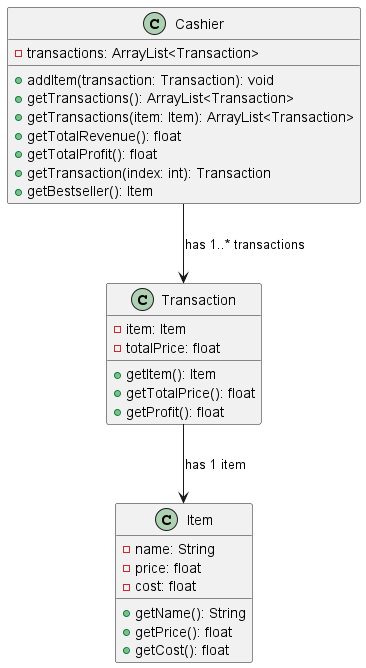 C Cashier
transactions: ArrayList<Transaction>
addItem(transaction: Transaction): void
getTransactions(): ArrayList<Transaction>
getTransactions(item: Item): ArrayList<Transaction>
getTotalRevenue(): float
getTotalProfit(): float
getTransaction(index: int): Transaction
getBestseller(): Item
has 1..* transactions
C Transaction
item: Item
totalPrice: float
getItem(): Item
getTotalPrice(): float
getProfit(): float
has 1 item
C Item
name: String
price: float
cost: float
getName(): String
getPrice(): float
getCost(): float